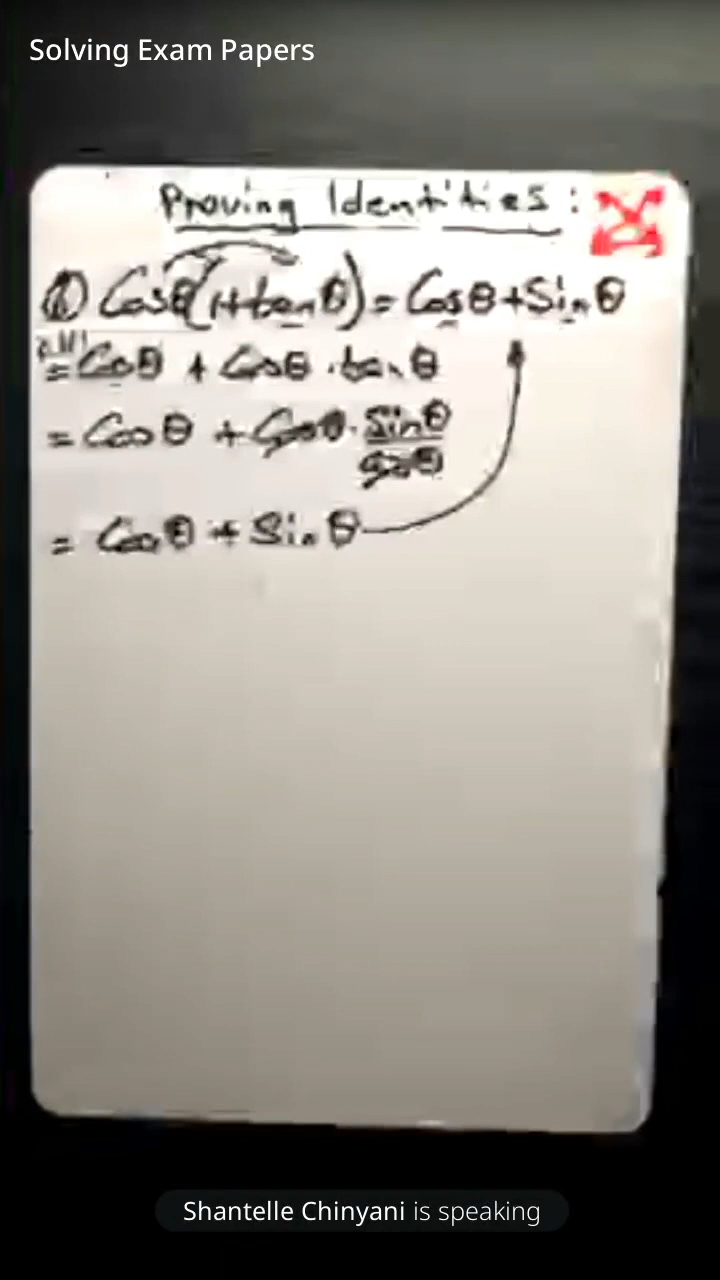 Solving Exam Papers
Proving Identities:
① Cosθ(1+tanθ)=Cosθ+Sinθ
=Cosθ + Cosθ·tanθ
= Cosθ + Cosθ·Sinθ/Cosθ
= Cosθ + Sinθ
Shantelle Chinyani is speaking